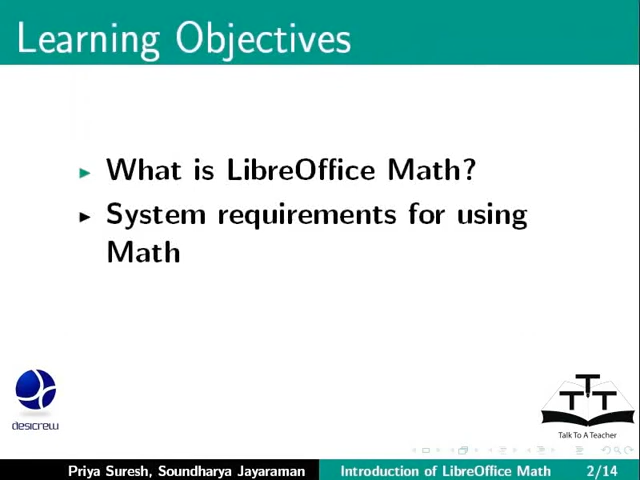 Learning Objectives
What is LibreOffice Math?
System requirements for using
Math
desicrew
TTT
Talk To A Teacher
Priya Suresh, Soundharya Jayaraman
Introduction of LibreOffice Math
2/14